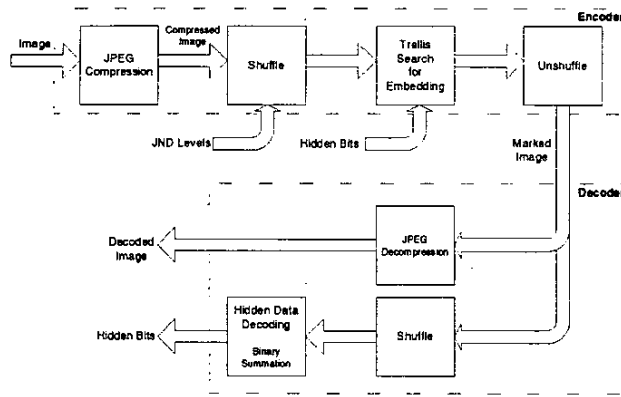 Encoder
Image
JPEG
Compression
Compressed
Image
Shuffle
Trellis
Search
for
Embedding
Unshuffle
JND Levels
Hidden Bits
Marked
Image
Decoder
Decoded
Image
JPEG
Decompression
Hidden Bits
Hidden Data
Decoding
Binary
Summation
Shuffle